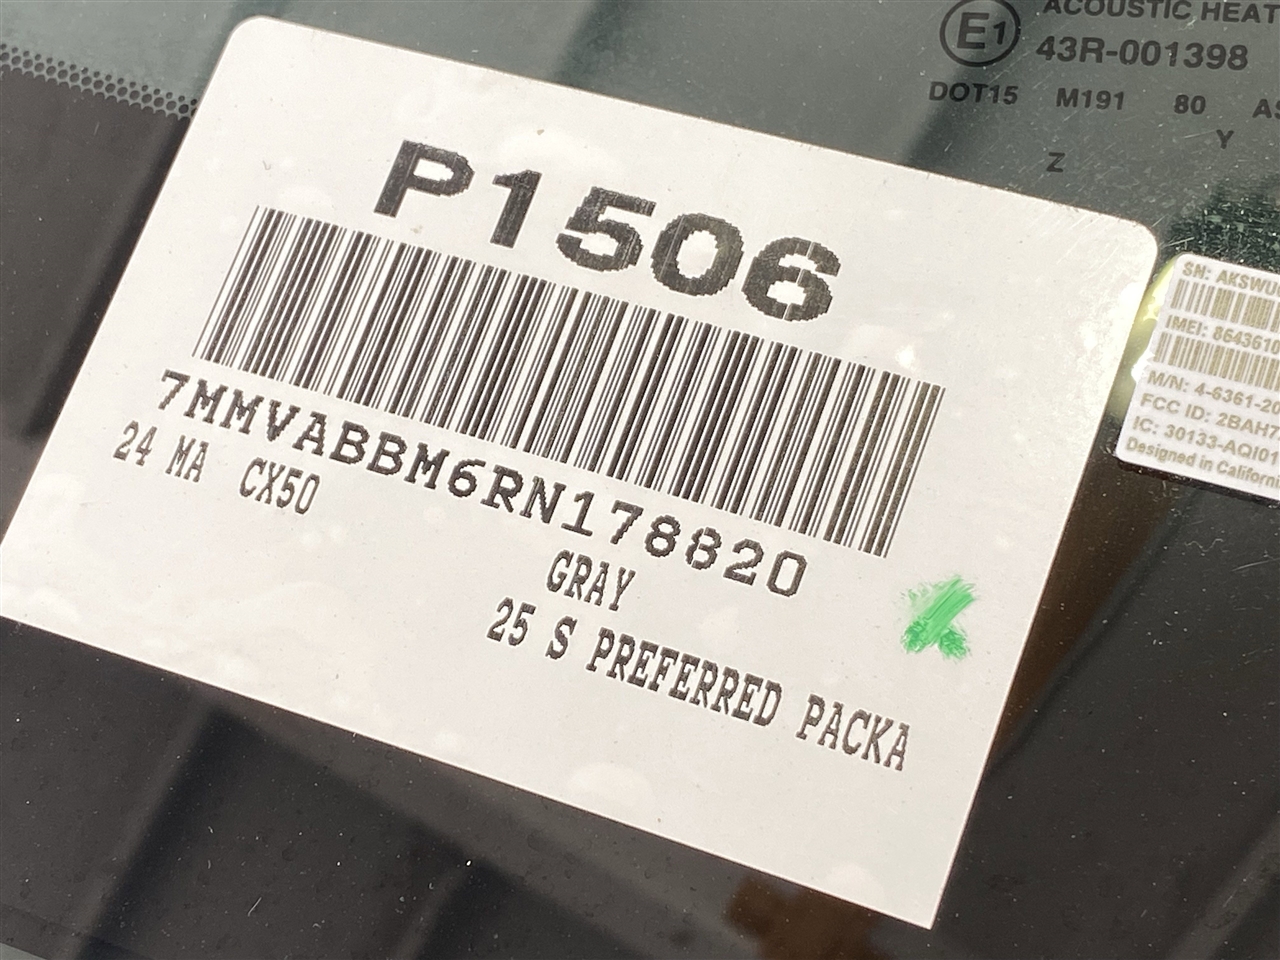 P1506
7MMVABBM6RN178820
24 MA CX50
GRAY
25 S PREFERRED PACKA
E1
ACOUSTIC HEAT
43R-001398
DOT15 M191 80 AS
Y
Z
SN: AKSWU
IMEI: 8643610
M/N: 4-6361-20
FCC ID: 2BAH7
IC: 30133-AQI01
Designed in California